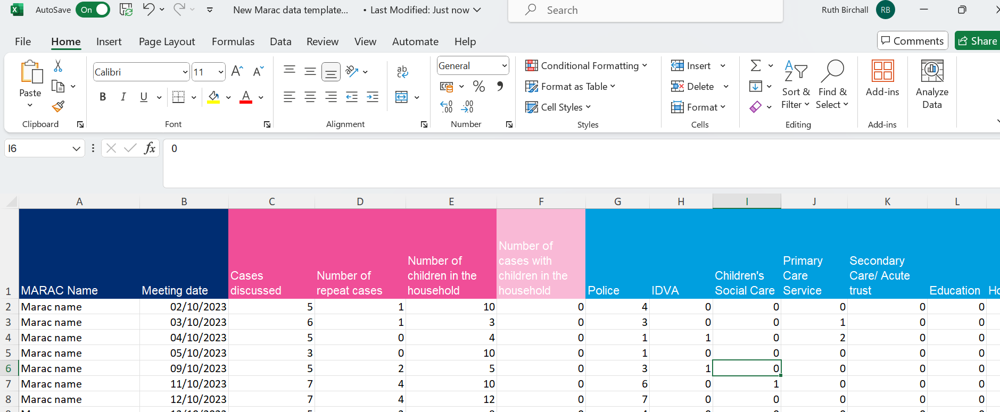 AutoSave On New Marac data template... • Last Modified: Just now Search Ruth Birchall RB
File Home Insert Page Layout Formulas Data Review View Automate Help Comments Share
Paste
Clipboard
Calibri 11
B I U A
Font
ab
Alignment
General
% 9
.00 .00
Number
Conditional Formatting
Format as Table
Cell Styles
Styles
Insert
Delete
Format
Cells
Sort & Filter
Find & Select
Editing
Add-ins
Add-ins
Analyze Data
I6 fx 0
A B C D E F G H I J K L
1 MARAC Name Meeting date Cases discussed Number of repeat cases Number of children in the household Number of cases with children in the household Police IDVA Children's Social Care Primary Care Service Secondary Care/ Acute trust Education
2 Marac name 02/10/2023 5 1 10 0 4 0 0 0 0 0
3 Marac name 03/10/2023 6 1 3 0 3 0 0 1 0 0
4 Marac name 04/10/2023 5 0 4 0 1 1 0 2 0 0
5 Marac name 05/10/2023 3 0 10 0 1 0 0 0 0 0
6 Marac name 09/10/2023 5 2 5 0 3 1 0 0 0 0
7 Marac name 11/10/2023 7 4 10 0 6 0 1 0 0 0
8 Marac name 12/10/2023 7 4 12 0 7 0 0 0 0 0